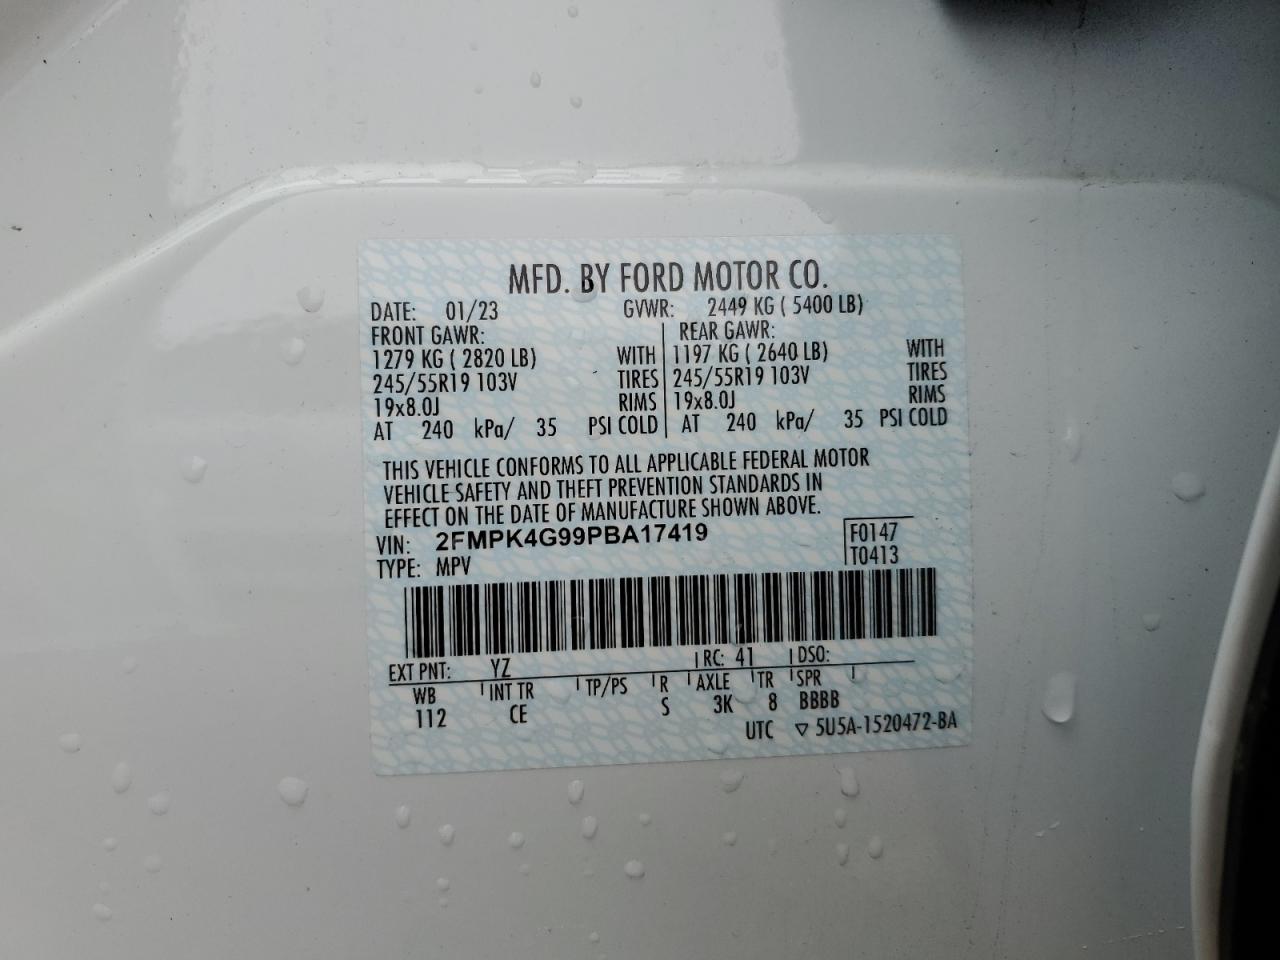 MFD. BY FORD MOTOR CO.
DATE: 01/23 GVWR: 2449 KG ( 5400 LB)
FRONT GAWR: REAR GAWR:
1279 KG ( 2820 LB) WITH 1197 KG ( 2640 LB) WITH
245/55R19 103V TIRES 245/55R19 103V TIRES
19x8.0J RIMS 19x8.0J RIMS
AT 240 kPa/ 35 PSI COLD AT 240 kPa/ 35 PSI COLD
THIS VEHICLE CONFORMS TO ALL APPLICABLE FEDERAL MOTOR
VEHICLE SAFETY AND THEFT PREVENTION STANDARDS IN
EFFECT ON THE DATE OF MANUFACTURE SHOWN ABOVE.
VIN: 2FMPK4G99PBA17419 F0147
TYPE: MPV T0413
EXT PNT: YZ RC: 41 DSO:
WB INT TR TP/PS R AXLE TR SPR
112 CE S 3K 8 BBBB
UTC ▽ 5U5A-1520472-BA